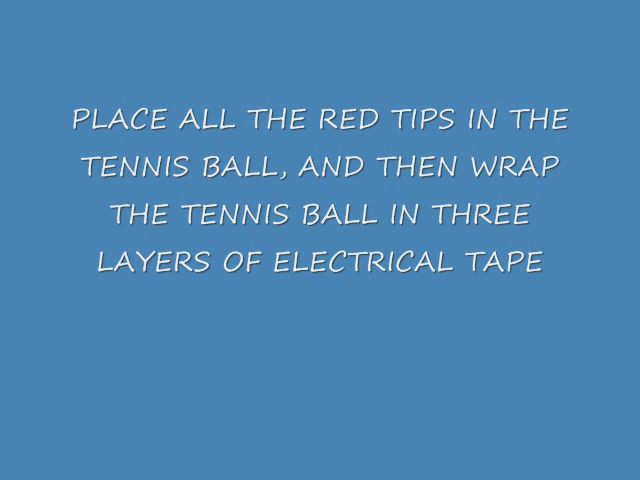 PLACE ALL THE RED TIPS IN THE
TENNIS BALL, AND THEN WRAP
THE TENNIS BALL IN THREE
LAYERS OF ELECTRICAL TAPE